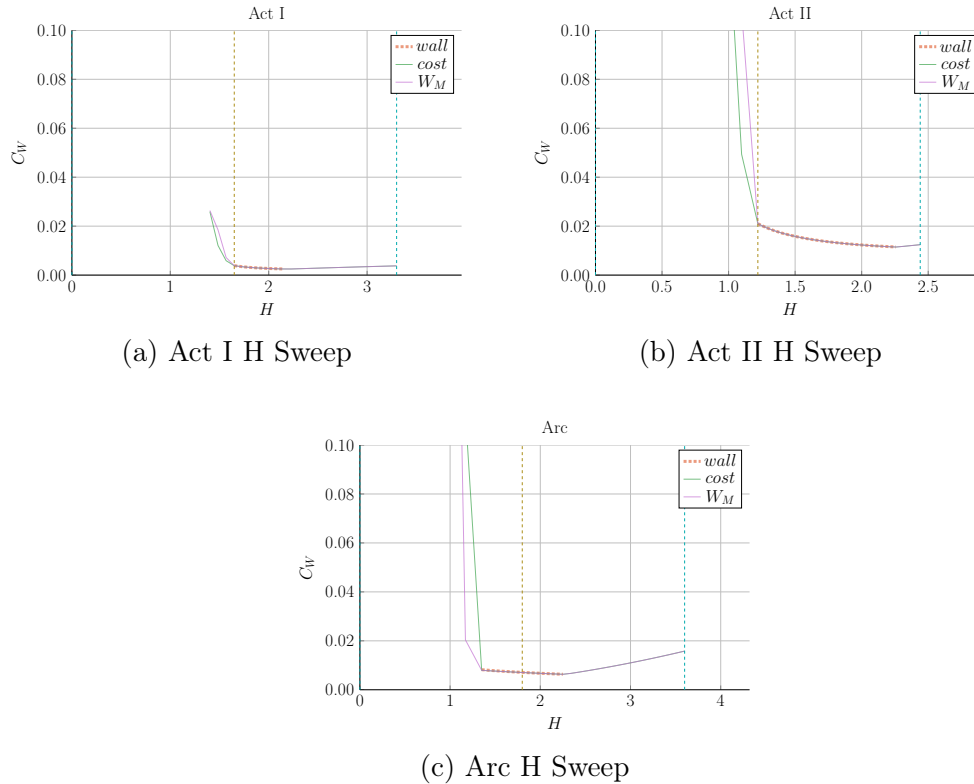 Act I
0.10
0.08
0.06
0.04
0.02
0.00
C_W
wall
cost
W_M
0 1 2 3
H
(a) Act I H Sweep
Act II
0.10
0.08
0.06
0.04
0.02
0.00
C_W
wall
cost
W_M
0.0 0.5 1.0 1.5 2.0 2.5
H
(b) Act II H Sweep
Arc
0.10
0.08
0.06
0.04
0.02
0.00
C_W
wall
cost
W_M
0 1 2 3 4
H
(c) Arc H Sweep